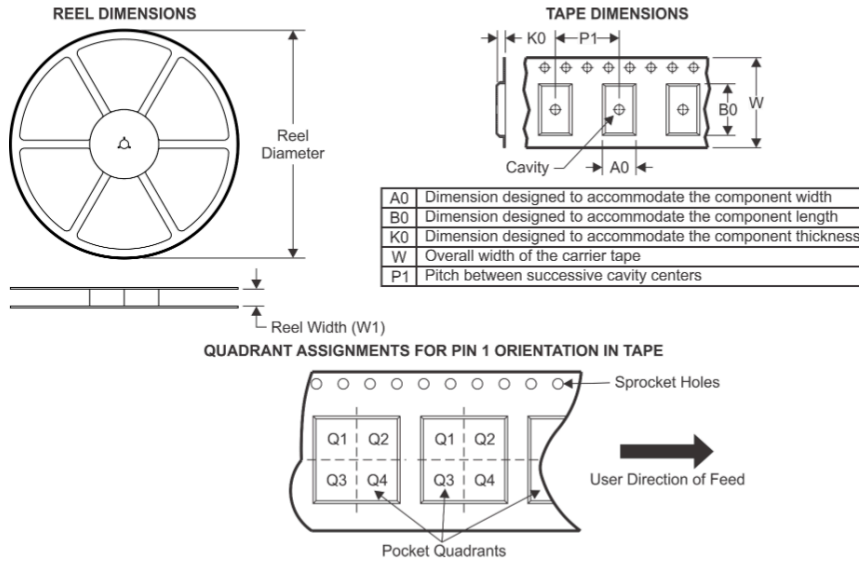 REEL DIMENSIONS
Reel
Diameter
Reel Width (W1)
TAPE DIMENSIONS
K0 P1
B0 W
Cavity
A0
A0 Dimension designed to accommodate the component width
B0 Dimension designed to accommodate the component length
K0 Dimension designed to accommodate the component thickness
W Overall width of the carrier tape
P1 Pitch between successive cavity centers
QUADRANT ASSIGNMENTS FOR PIN 1 ORIENTATION IN TAPE
Sprocket Holes
Q1 Q2 Q1 Q2
Q3 Q4 Q3 Q4
User Direction of Feed
Pocket Quadrants